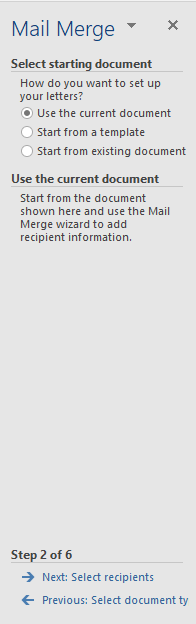 Mail Merge
Select starting document
How do you want to set up
your letters?
Use the current document
Start from a template
Start from existing document
Use the current document
Start from the document
shown here and use the Mail
Merge wizard to add
recipient information.
Step 2 of 6
Next: Select recipients
Previous: Select document ty